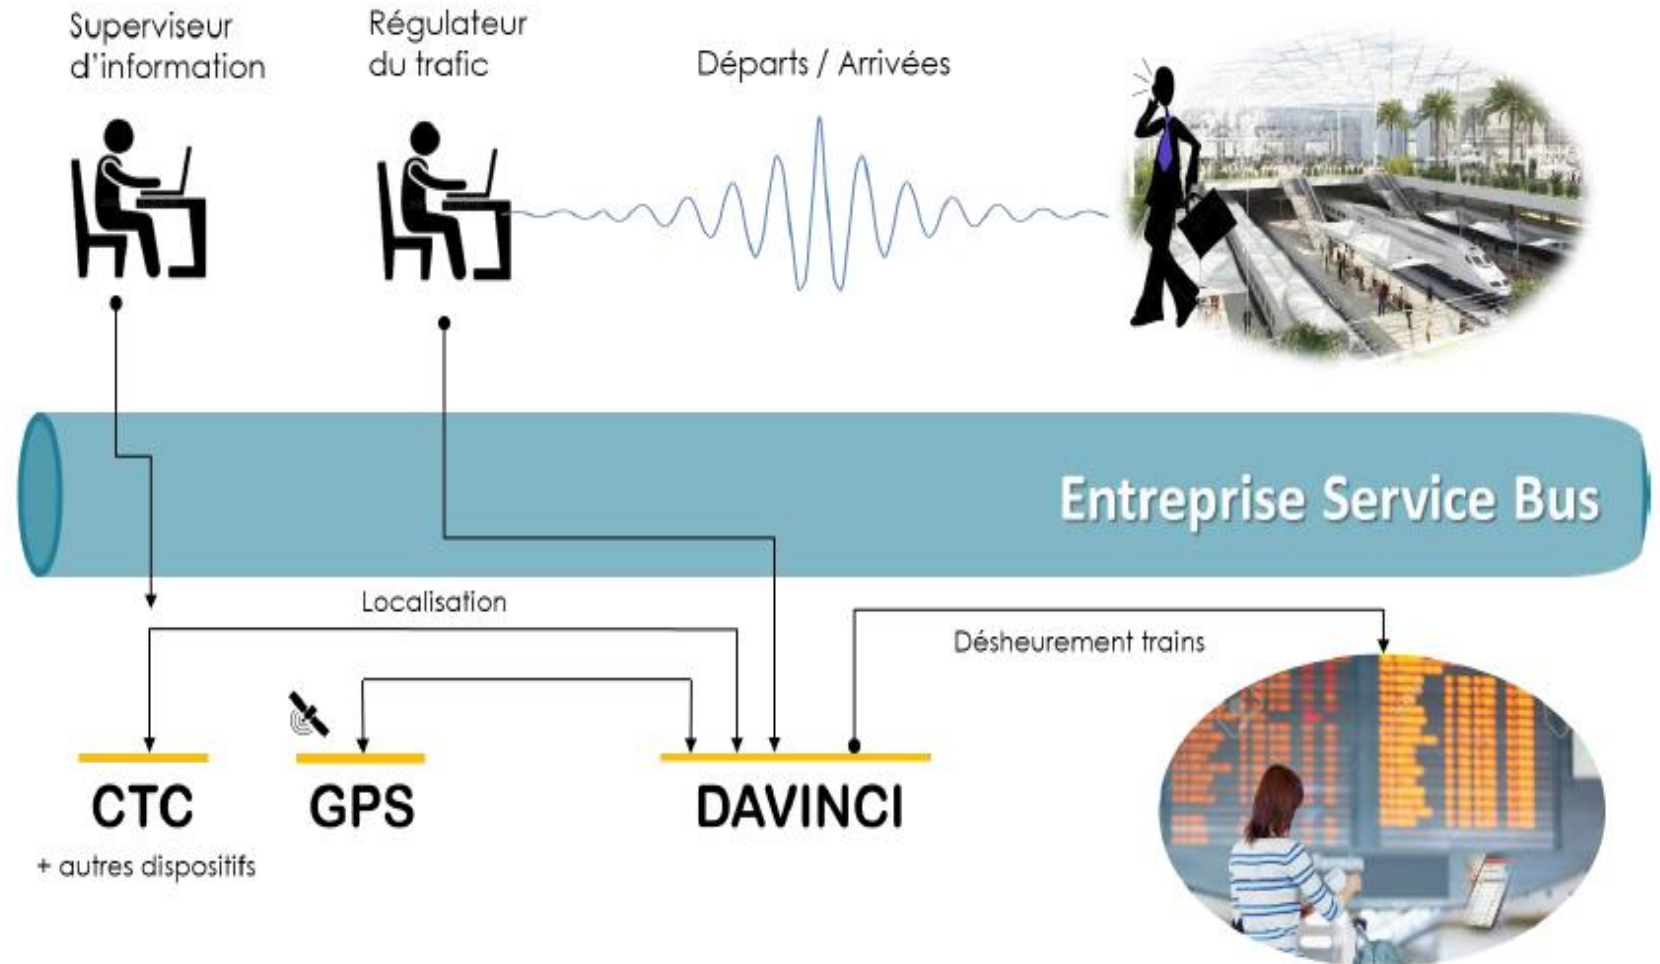 Superviseur
d'information
Régulateur
du trafic
Départs / Arrivées
Entreprise Service Bus
Localisation
Désheurement trains
CTC
GPS
DAVINCI
+ autres dispositifs